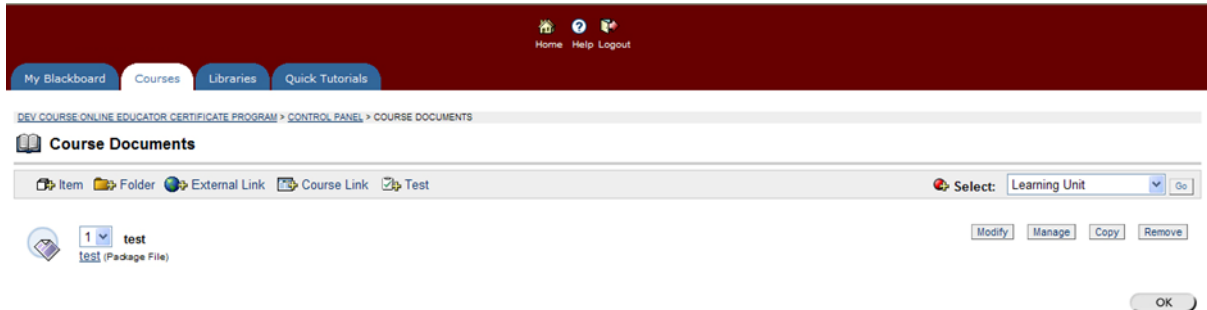 Home Help Logout
My Blackboard Courses Libraries Quick Tutorials
DEV COURSE ONLINE EDUCATOR CERTIFICATE PROGRAM > CONTROL PANEL > COURSE DOCUMENTS
Course Documents
Item Folder External Link Course Link Test Select: Learning Unit Go
1 test Modify Manage Copy Remove
test (Package File)
OK